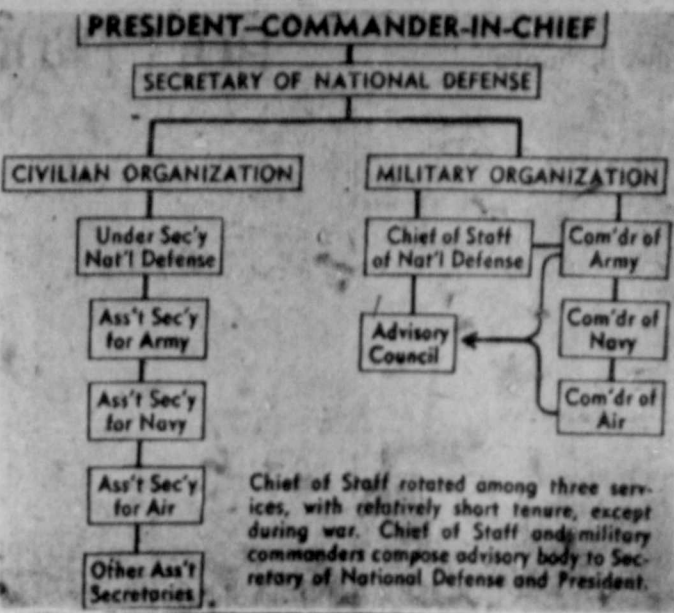 PRESIDENT—COMMANDER-IN-CHIEF
SECRETARY OF NATIONAL DEFENSE
CIVILIAN ORGANIZATION
Under Sec'y
Nat'l Defense
Ass't Sec'y
for Army
Ass't Sec'y
for Navy
Ass't Sec'y
for Air
Other Ass't
Secretaries
MILITARY ORGANIZATION
Chief of Staff
of Nat'l Defense
Advisory
Council
Com'dr of
Army
Com'dr of
Navy
Com'dr of
Air
Chief of Staff rotated among three serv-
ices, with relatively short tenure, except
during war. Chief of Staff and military
commanders compose advisory body to Sec-
retary of National Defense and President.